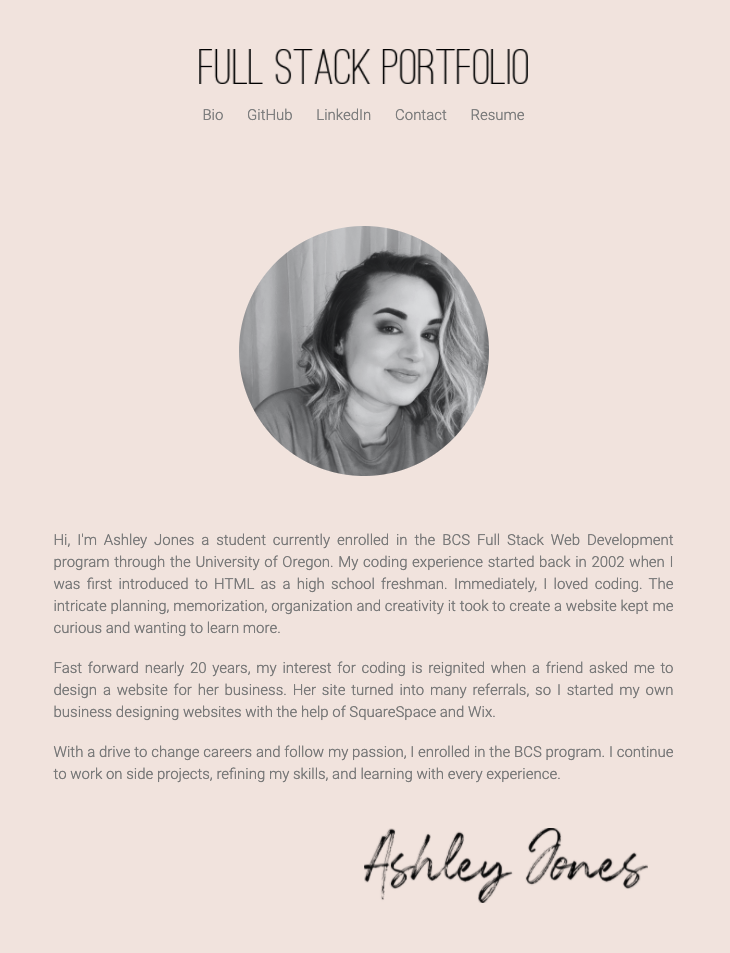 FULL STACK PORTFOLIO
Bio GitHub LinkedIn Contact Resume
Hi, I'm Ashley Jones a student currently enrolled in the BCS Full Stack Web Development
program through the University of Oregon. My coding experience started back in 2002 when I
was first introduced to HTML as a high school freshman. Immediately, I loved coding. The
intricate planning, memorization, organization and creativity it took to create a website kept me
curious and wanting to learn more.
Fast forward nearly 20 years, my interest for coding is reignited when a friend asked me to
design a website for her business. Her site turned into many referrals, so I started my own
business designing websites with the help of SquareSpace and Wix.
With a drive to change careers and follow my passion, I enrolled in the BCS program. I continue
to work on side projects, refining my skills, and learning with every experience.
Ashley Jones